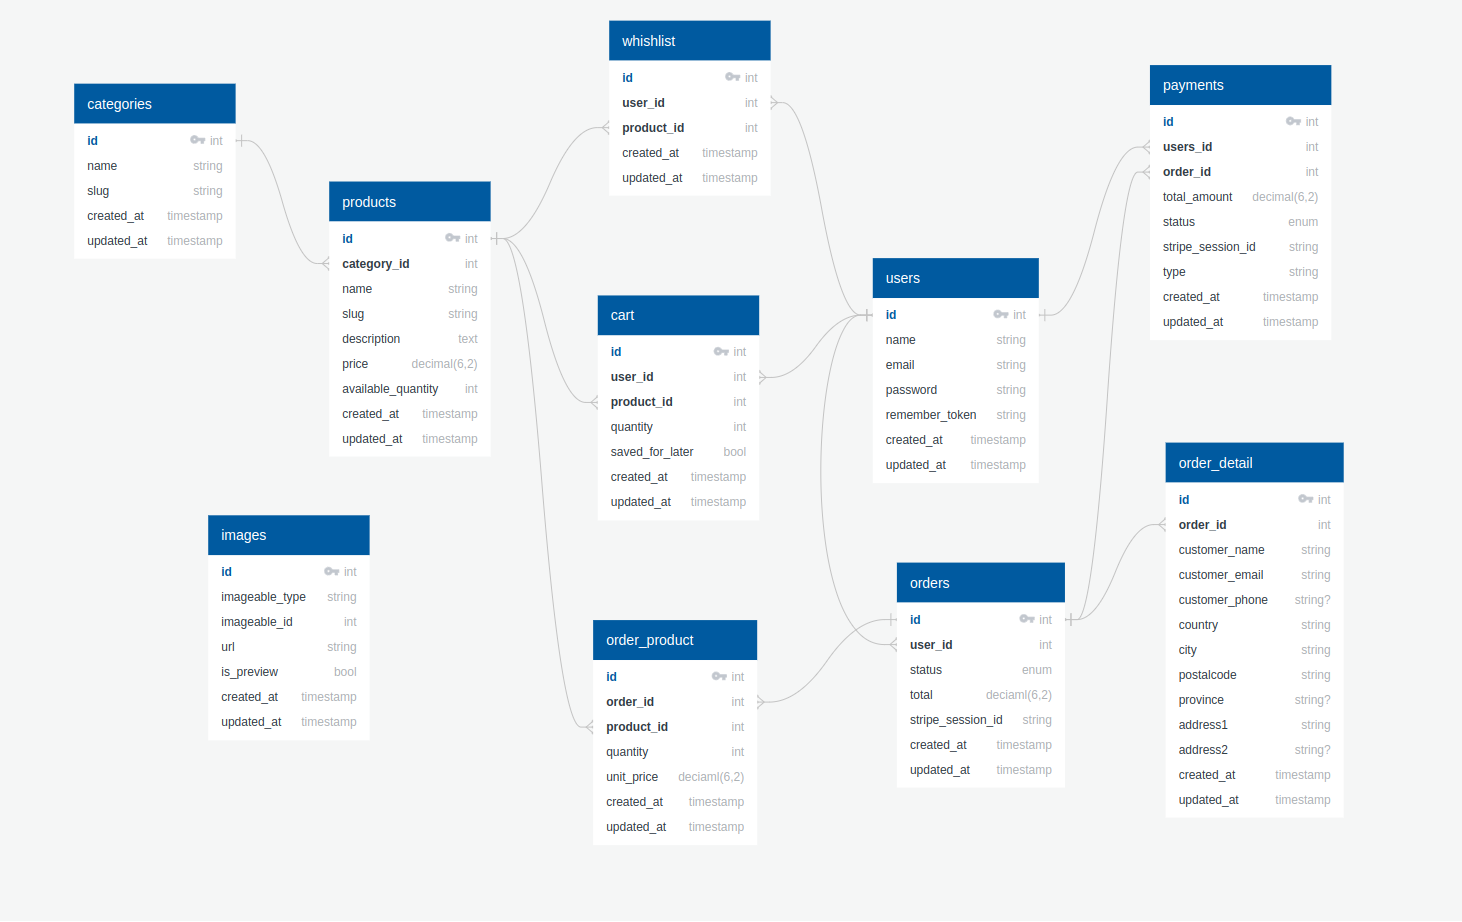 whishlist
id int
user_id int
product_id int
created_at timestamp
updated_at timestamp
categories
id int
name string
slug string
created_at timestamp
updated_at timestamp
products
id int
category_id int
name string
slug string
description text
price decimal(6,2)
available_quantity int
created_at timestamp
updated_at timestamp
cart
id int
user_id int
product_id int
quantity int
saved_for_later bool
created_at timestamp
updated_at timestamp
users
id int
name string
email string
password string
remember_token string
created_at timestamp
updated_at timestamp
payments
id int
users_id int
order_id int
total_amount decimal(6,2)
status enum
stripe_session_id string
type string
created_at timestamp
updated_at timestamp
images
id int
imageable_type string
imageable_id int
url string
is_preview bool
created_at timestamp
updated_at timestamp
order_product
id int
order_id int
product_id int
quantity int
unit_price deciaml(6,2)
created_at timestamp
updated_at timestamp
orders
id int
user_id int
status enum
total deciaml(6,2)
stripe_session_id string
created_at timestamp
updated_at timestamp
order_detail
id int
order_id int
customer_name string
customer_email string
customer_phone string?
country string
city string
postalcode string
province string?
address1 string
address2 string?
created_at timestamp
updated_at timestamp